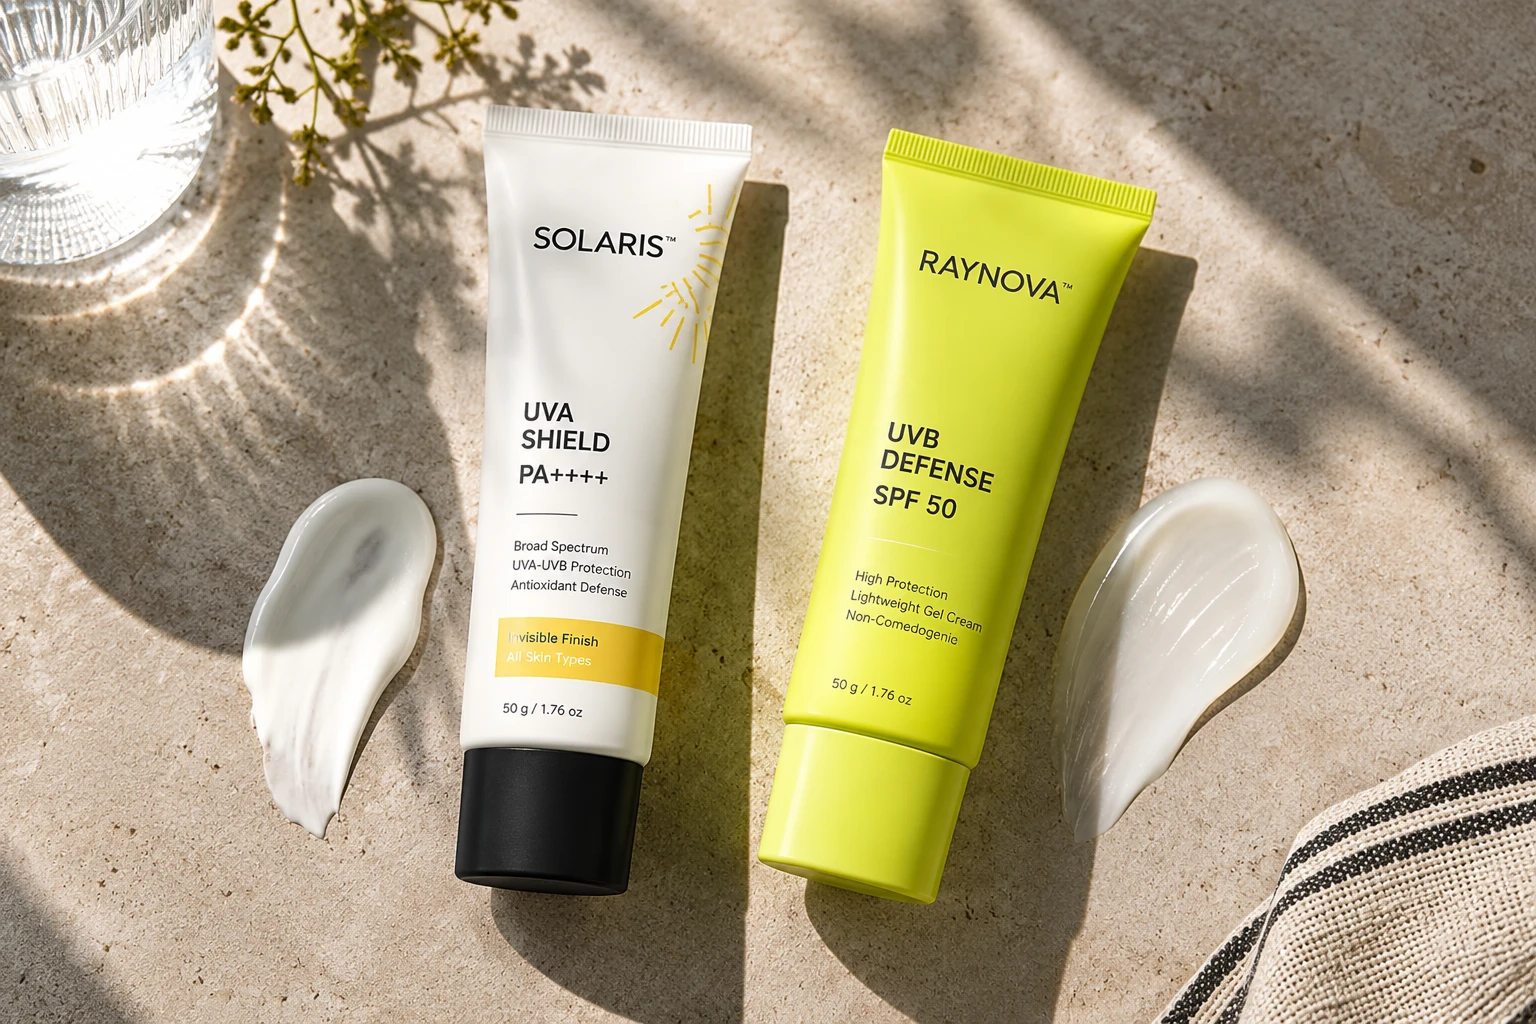 SOLARIS™
UVA
SHIELD
PA++++
Broad Spectrum
UVA-UVB Protection
Antioxidant Defense
Invisible Finish
All Skin Types
50 g / 1.76 oz
RAYNOVA™
UVB
DEFENSE
SPF 50
High Protection
Lightweight Gel Cream
Non-Comedogenie
50 g / 1.76 oz